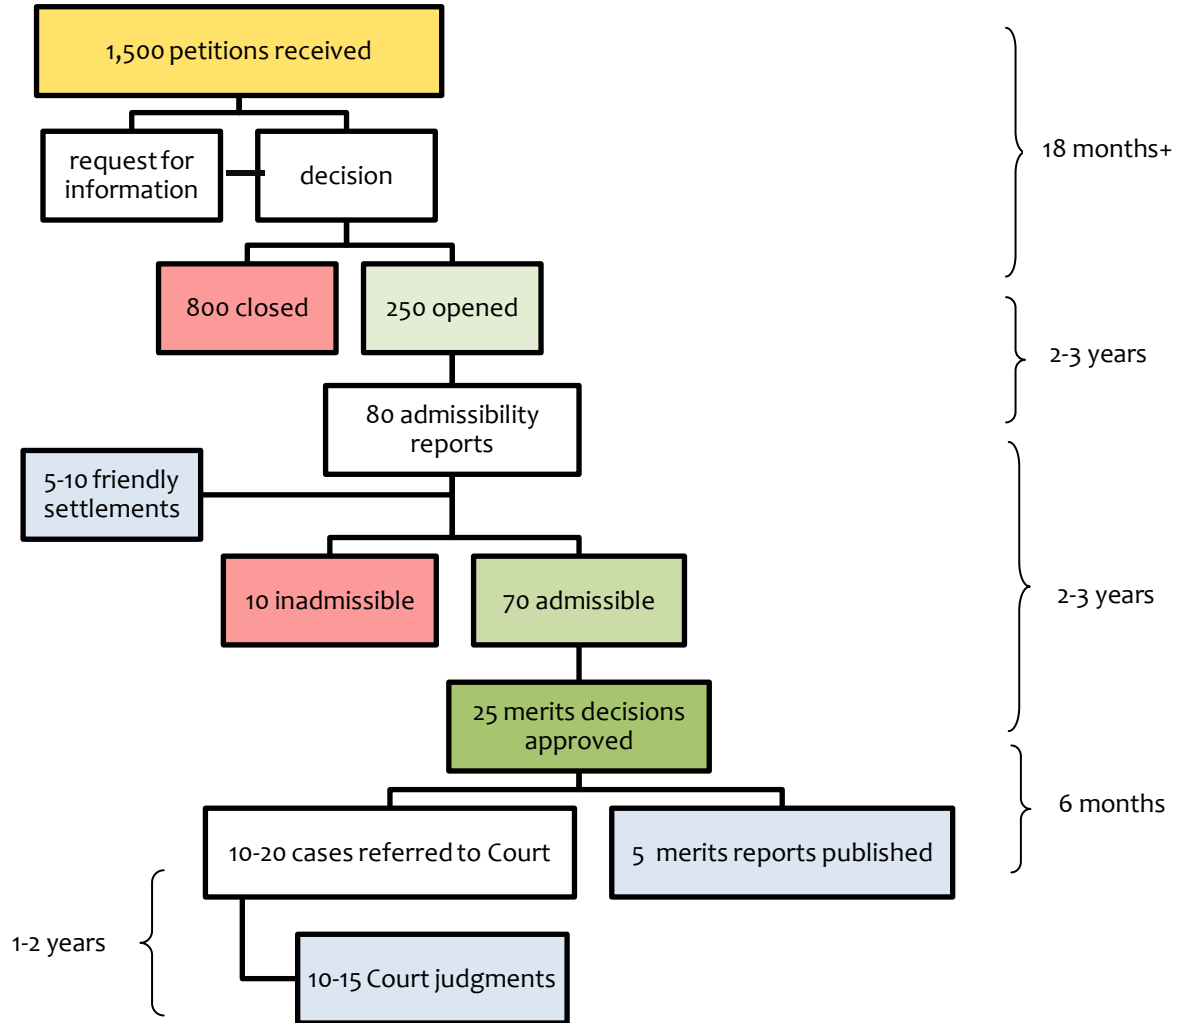 1,500 petitions received
18 months+
request for
information
decision
800 closed
250 opened
2-3 years
80 admissibility
reports
5-10 friendly
settlements
10 inadmissible
70 admissible
2-3 years
25 merits decisions
approved
6 months
10-20 cases referred to Court
5 merits reports published
1-2 years
10-15 Court judgments